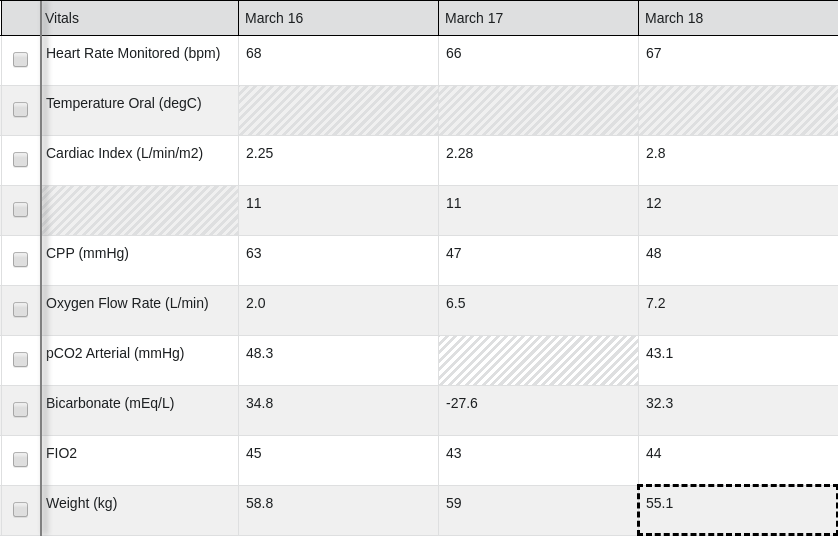 Vitals March 16 March 17 March 18
Heart Rate Monitored (bpm) 68 66 67
Temperature Oral (degC)
Cardiac Index (L/min/m2) 2.25 2.28 2.8
11 11 12
CPP (mmHg) 63 47 48
Oxygen Flow Rate (L/min) 2.0 6.5 7.2
pCO2 Arterial (mmHg) 48.3 43.1
Bicarbonate (mEq/L) 34.8 -27.6 32.3
FIO2 45 43 44
Weight (kg) 58.8 59 55.1